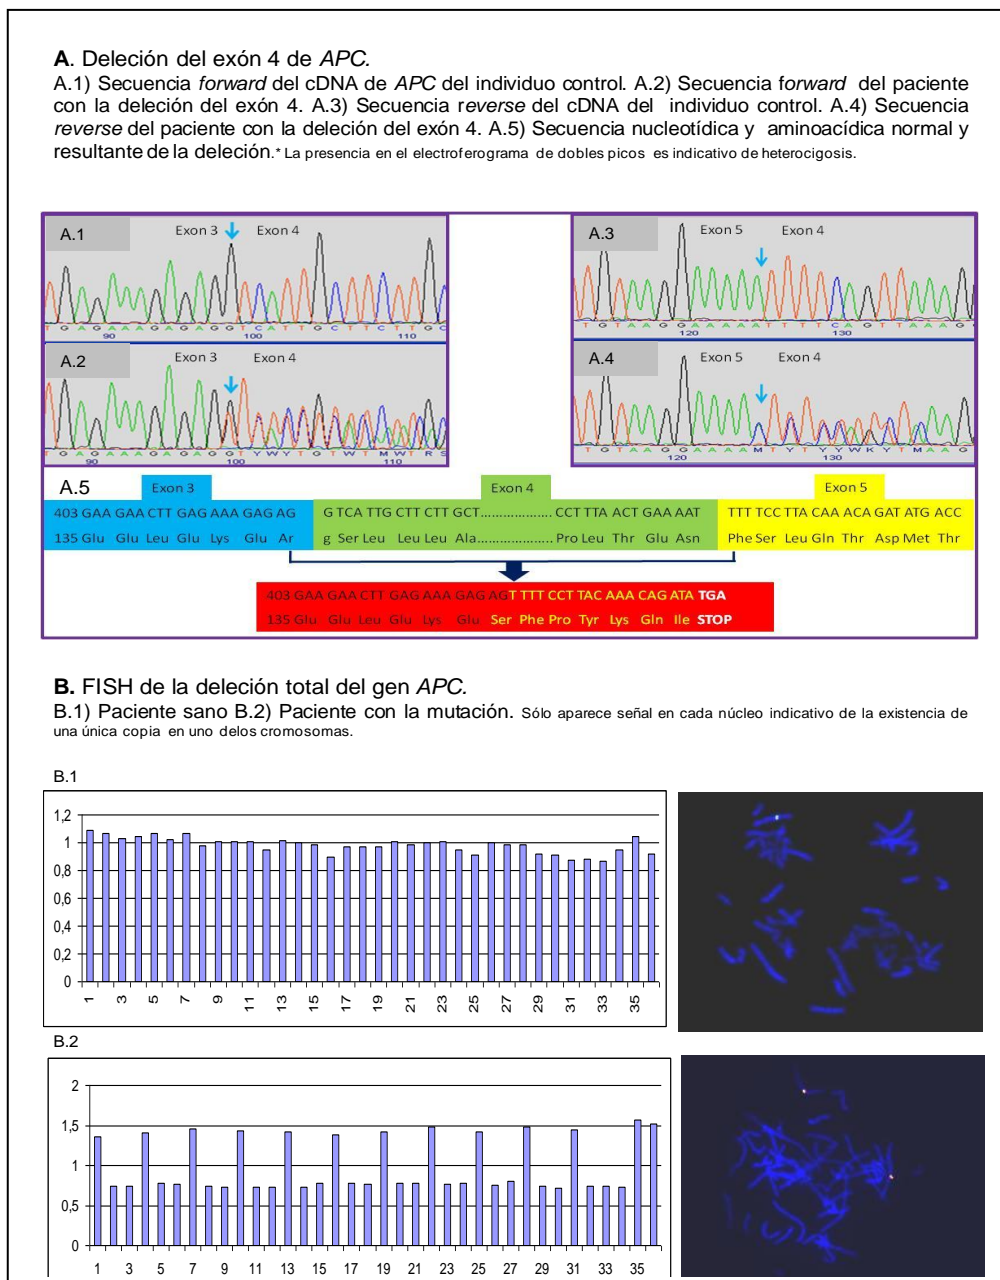 A. Deleción del exón 4 de APC.
A.1) Secuencia forward del cDNA de APC del individuo control. A.2) Secuencia forward del paciente
con la deleción del exón 4. A.3) Secuencia reverse del cDNA del individuo control. A.4) Secuencia
reverse del paciente con la deleción del exón 4. A.5) Secuencia nucleotídica y aminoacídica normal y
resultante de la deleción.* La presencia en el electroferograma de dobles picos es indicativo de heterocigosis.
A.1 Exon 3 Exon 4
T G A G A A A G A G A G G T C A T T G C T T C T T G C
90 100 110
A.2 Exon 3 Exon 4
T G A G A A A G A G A G G T Y W Y T G T W T M W T R S
90 100 110
A.3 Exon 5 Exon 4
T G T A A G G A A A A A T T T T C A G T T A A A G
120 130
A.4 Exon 5 Exon 4
T G T A A G G A A A A M T Y T Y Y W K Y T M A A G
120 130
A.5 Exon 3 Exon 4 Exon 5
403 GAA GAA CTT GAG AAA GAG AG G TCA TTG CTT CTT GCT...................CCT TTA ACT GAA AAT TTT TCC TTA CAA ACA GAT ATG ACC
135 Glu Glu Leu Glu Lys Glu Ar g Ser Leu Leu Leu Ala...................Pro Leu Thr Glu Asn Phe Ser Leu Gln Thr Asp Met Thr
403 GAA GAA CTT GAG AAA GAG AGT TTT CCT TAC AAA CAG ATA TGA
135 Glu Glu Leu Glu Lys Glu Ser Phe Pro Tyr Lys Gln Ile STOP
B. FISH de la deleción total del gen APC.
B.1) Paciente sano B.2) Paciente con la mutación. Sólo aparece señal en cada núcleo indicativo de la existencia de
una única copia en uno delos cromosomas.
B.1
1,2
1
0,8
0,6
0,4
0,2
0
1 3 5 7 9 11 13 15 17 19 21 23 25 27 29 31 33 35
B.2
2
1,5
1
0,5
0
1 3 5 7 9 11 13 15 17 19 21 23 25 27 29 31 33 35